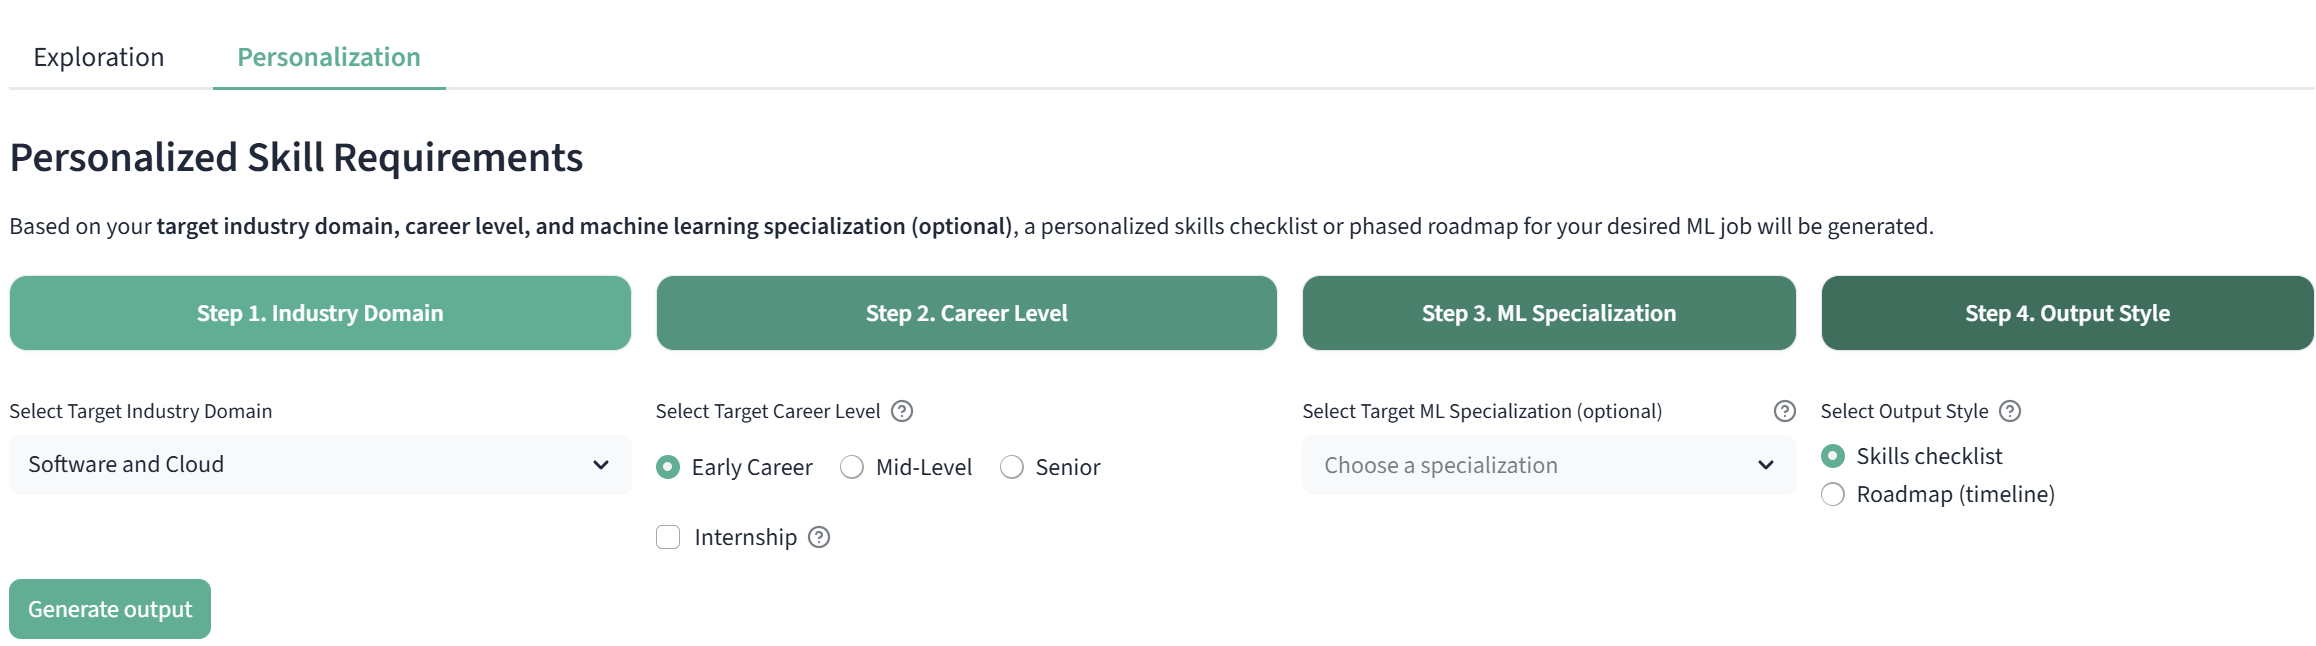 Exploration
Personalization
Personalized Skill Requirements
Based on your target industry domain, career level, and machine learning specialization (optional), a personalized skills checklist or phased roadmap for your desired ML job will be generated.
Step 1. Industry Domain
Step 2. Career Level
Step 3. ML Specialization
Step 4. Output Style
Select Target Industry Domain
Software and Cloud
Select Target Career Level
Early Career
Mid-Level
Senior
Internship
Select Target ML Specialization (optional)
Choose a specialization
Select Output Style
Skills checklist
Roadmap (timeline)
Generate output